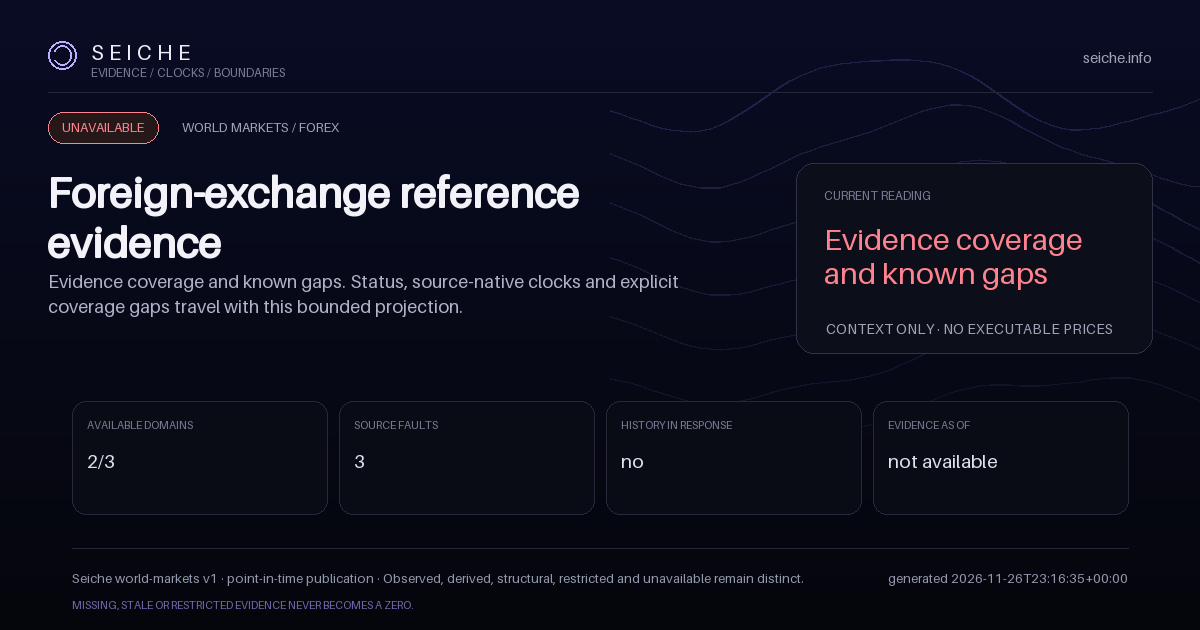 SEICHE
EVIDENCE / CLOCKS / BOUNDARIES
seiche.info
UNAVAILABLE
WORLD MARKETS / FOREX
Foreign-exchange reference
evidence
Evidence coverage and known gaps. Status, source-native clocks and explicit
coverage gaps travel with this bounded projection.
CURRENT READING
Evidence coverage
and known gaps
CONTEXT ONLY · NO EXECUTABLE PRICES
AVAILABLE DOMAINS
2/3
SOURCE FAULTS
3
HISTORY IN RESPONSE
no
EVIDENCE AS OF
not available
Seiche world-markets v1 · point-in-time publication · Observed, derived, structural, restricted and unavailable remain distinct.
generated 2026-11-26T23:16:35+00:00
MISSING, STALE OR RESTRICTED EVIDENCE NEVER BECOMES A ZERO.